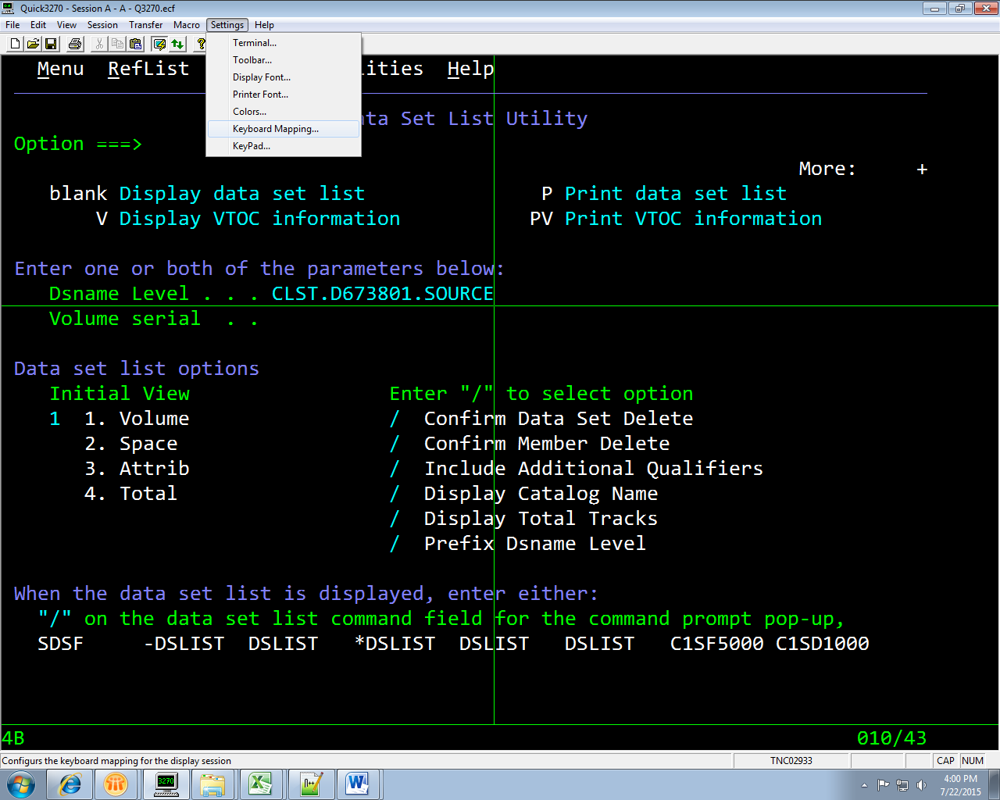 Quick3270 - Session A - A - Q3270.ecf
File Edit View Session Transfer Macro Settings Help
Terminal...
Toolbar...
Display Font...
Printer Font...
Colors...
Keyboard Mapping...
KeyPad...
Menu RefList lities Help
ta Set List Utility
Option ===>
More: +
blank Display data set list P Print data set list
V Display VTOC information PV Print VTOC information
Enter one or both of the parameters below:
Dsname Level . . . CLST.D673801.SOURCE
Volume serial . .
Data set list options
Initial View Enter "/" to select option
1 1. Volume / Confirm Data Set Delete
2. Space / Confirm Member Delete
3. Attrib / Include Additional Qualifiers
4. Total / Display Catalog Name
/ Display Total Tracks
/ Prefix Dsname Level
When the data set list is displayed, enter either:
"/" on the data set list command field for the command prompt pop-up,
SDSF -DSLIST DSLIST *DSLIST DSLIST DSLIST C1SF5000 C1SD1000
4B 010/43
Configurs the keyboard mapping for the display session TNC02933 CAP NUM
3270
4:00 PM
7/22/2015